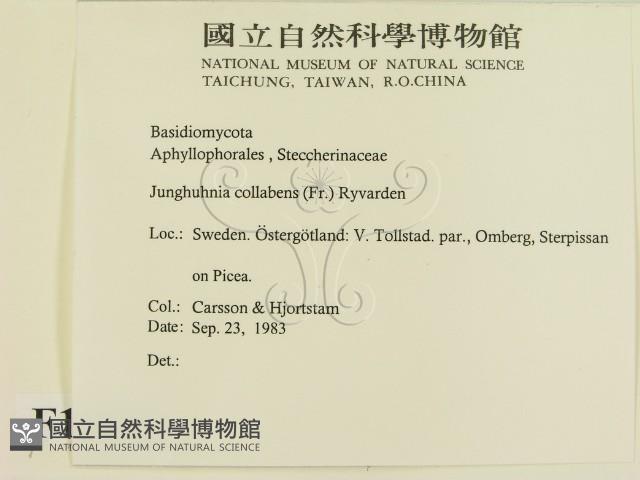 國立自然科學博物館
NATIONAL MUSEUM OF NATURAL SCIENCE
TAICHUNG, TAIWAN, R.O.CHINA
Basidiomycota
Aphyllophorales , Steccherinaceae
Junghuhnia collabens (Fr.) Ryvarden
Loc.: Sweden. Östergötland: V. Tollstad. par., Omberg, Sterpissan
on Picea.
Col.: Carsson & Hjortstam
Date: Sep. 23, 1983
Det.:
國立自然科學博物館
NATIONAL MUSEUM OF NATURAL SCIENCE